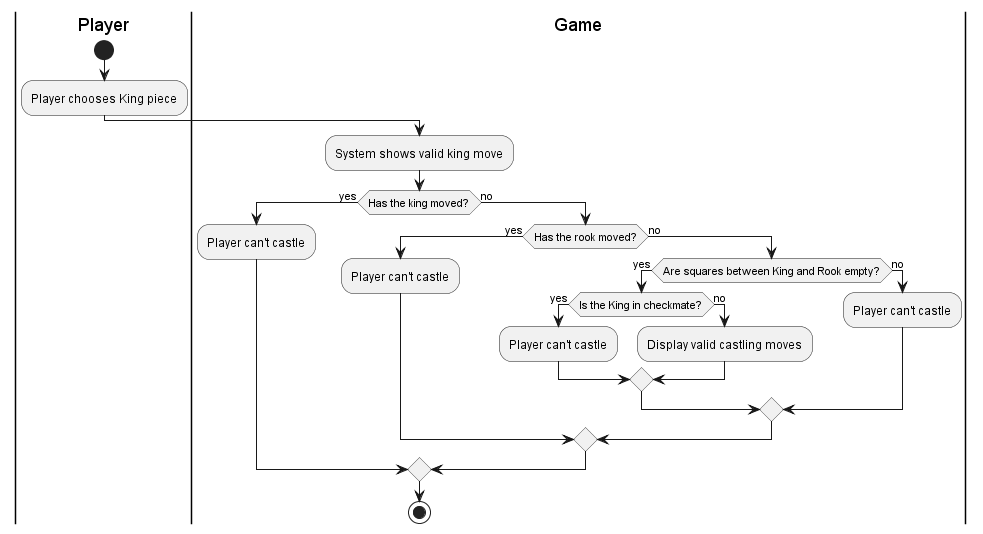 Player
Game
Player chooses King piece
System shows valid king move
yes
Has the king moved?
no
Player can't castle
yes
Has the rook moved?
no
Player can't castle
yes
Are squares between King and Rook empty?
no
yes
Is the King in checkmate?
no
Player can't castle
Player can't castle
Display valid castling moves